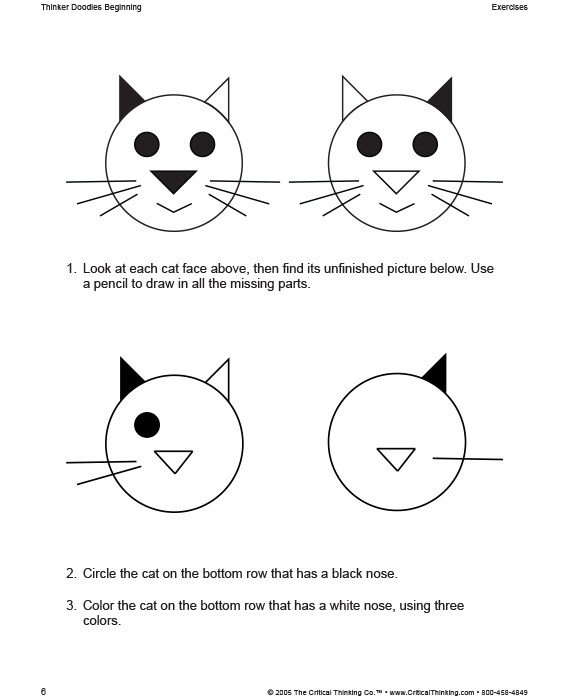 Thinker Doodles Beginning
Exercises
1. Look at each cat face above, then find its unfinished picture below. Use
a pencil to draw in all the missing parts.
2. Circle the cat on the bottom row that has a black nose.
3. Color the cat on the bottom row that has a white nose, using three
colors.
6
© 2005 The Critical Thinking Co.™ • www.CriticalThinking.com • 800-458-4849